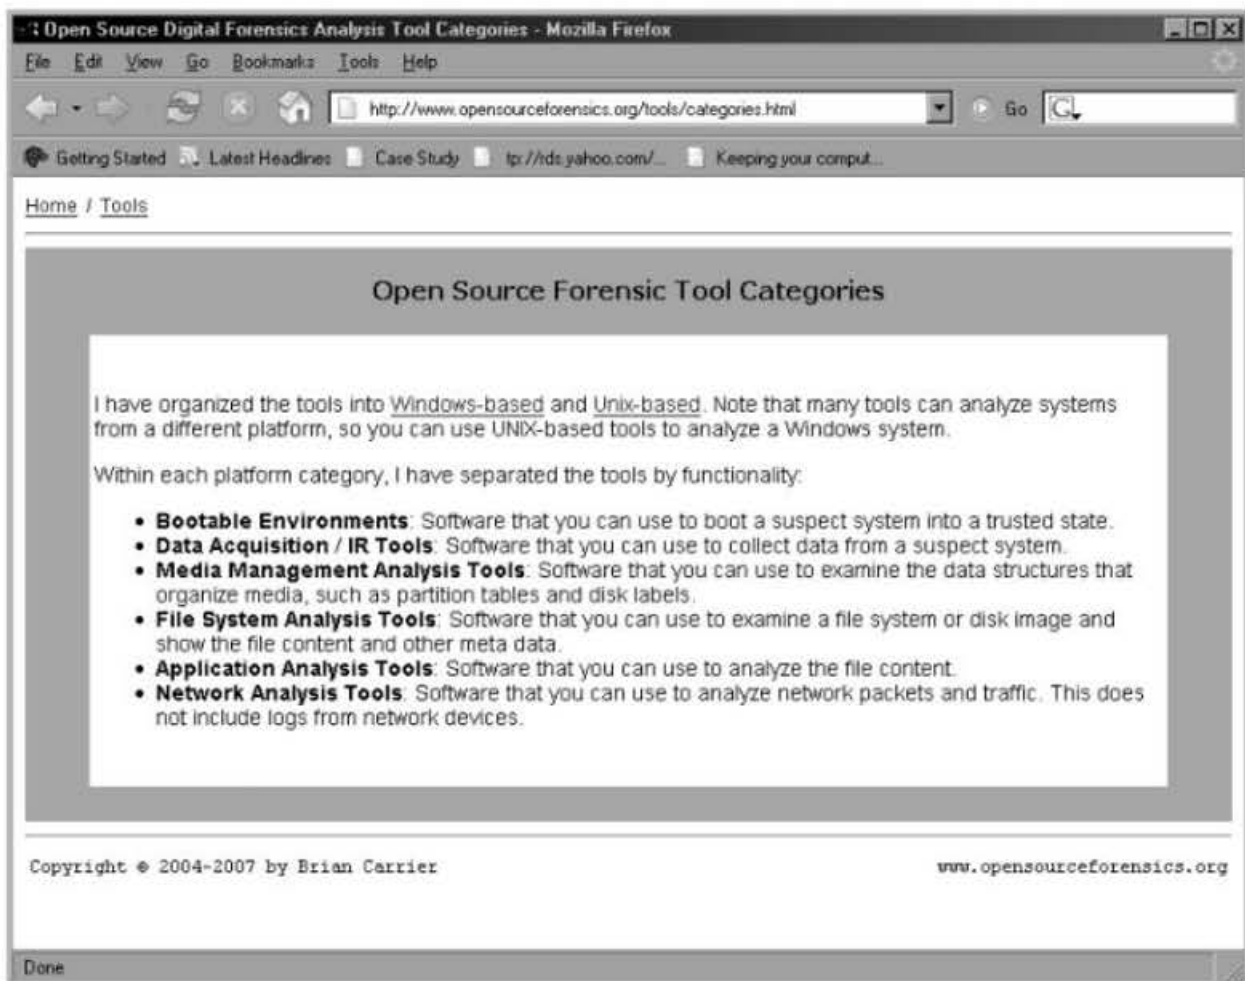 Open Source Digital Forensics Analysis Tool Categories - Mozilla Firefox
File Edit View Go Bookmarks Tools Help
http://www.opensourceforensics.org/tools/categories.html Go G
Getting Started Latest Headlines Case Study tp://rds.yahoo.com/... Keeping your comput...
Home / Tools
Open Source Forensic Tool Categories
I have organized the tools into Windows-based and Unix-based. Note that many tools can analyze systems
from a different platform, so you can use UNIX-based tools to analyze a Windows system.
Within each platform category, I have separated the tools by functionality:
• Bootable Environments: Software that you can use to boot a suspect system into a trusted state.
• Data Acquisition / IR Tools: Software that you can use to collect data from a suspect system.
• Media Management Analysis Tools: Software that you can use to examine the data structures that
organize media, such as partition tables and disk labels.
• File System Analysis Tools: Software that you can use to examine a file system or disk image and
show the file content and other meta data.
• Application Analysis Tools: Software that you can use to analyze the file content.
• Network Analysis Tools: Software that you can use to analyze network packets and traffic. This does
not include logs from network devices.
Copyright © 2004-2007 by Brian Carrier www.opensourceforensics.org
Done